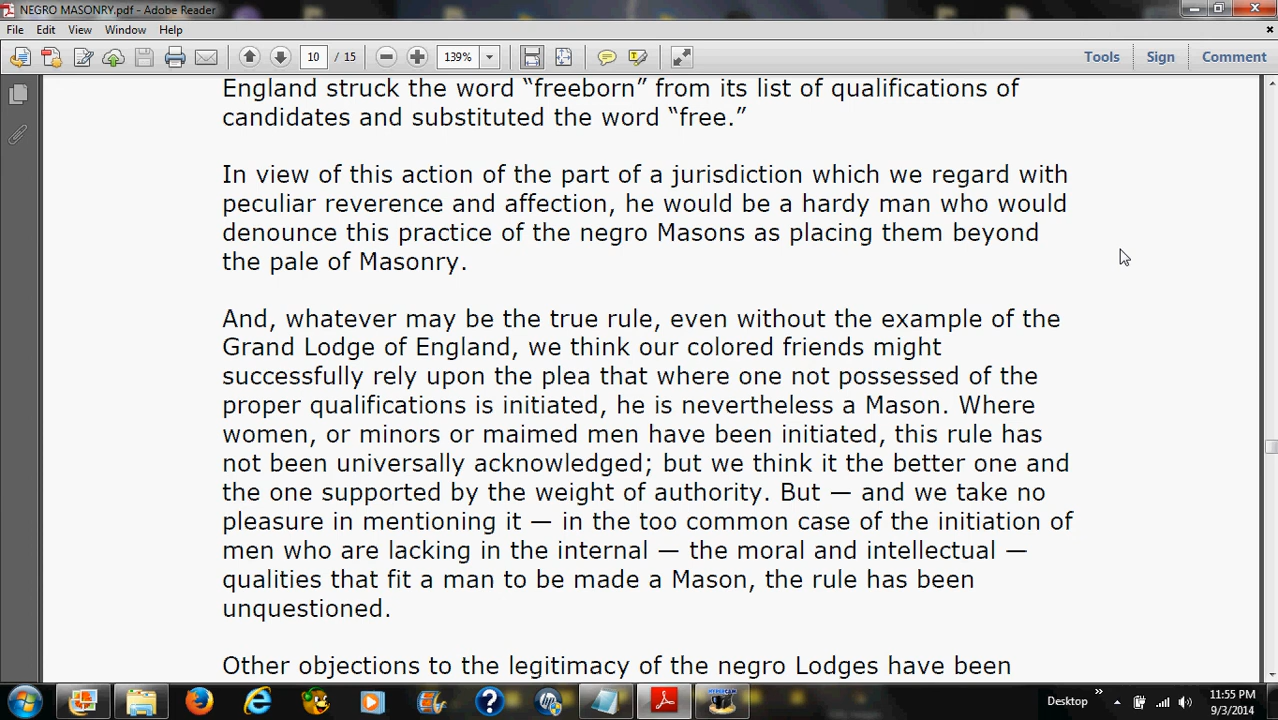 NEGRO MASONRY.pdf - Adobe Reader
File Edit View Window Help
10 / 15 139% Tools Sign Comment
England struck the word “freeborn” from its list of qualifications of
candidates and substituted the word “free.”
In view of this action of the part of a jurisdiction which we regard with
peculiar reverence and affection, he would be a hardy man who would
denounce this practice of the negro Masons as placing them beyond
the pale of Masonry.
And, whatever may be the true rule, even without the example of the
Grand Lodge of England, we think our colored friends might
successfully rely upon the plea that where one not possessed of the
proper qualifications is initiated, he is nevertheless a Mason. Where
women, or minors or maimed men have been initiated, this rule has
not been universally acknowledged; but we think it the better one and
the one supported by the weight of authority. But — and we take no
pleasure in mentioning it — in the too common case of the initiation of
men who are lacking in the internal — the moral and intellectual —
qualities that fit a man to be made a Mason, the rule has been
unquestioned.
Other objections to the legitimacy of the negro Lodges have been
Desktop » 11:55 PM
9/3/2014